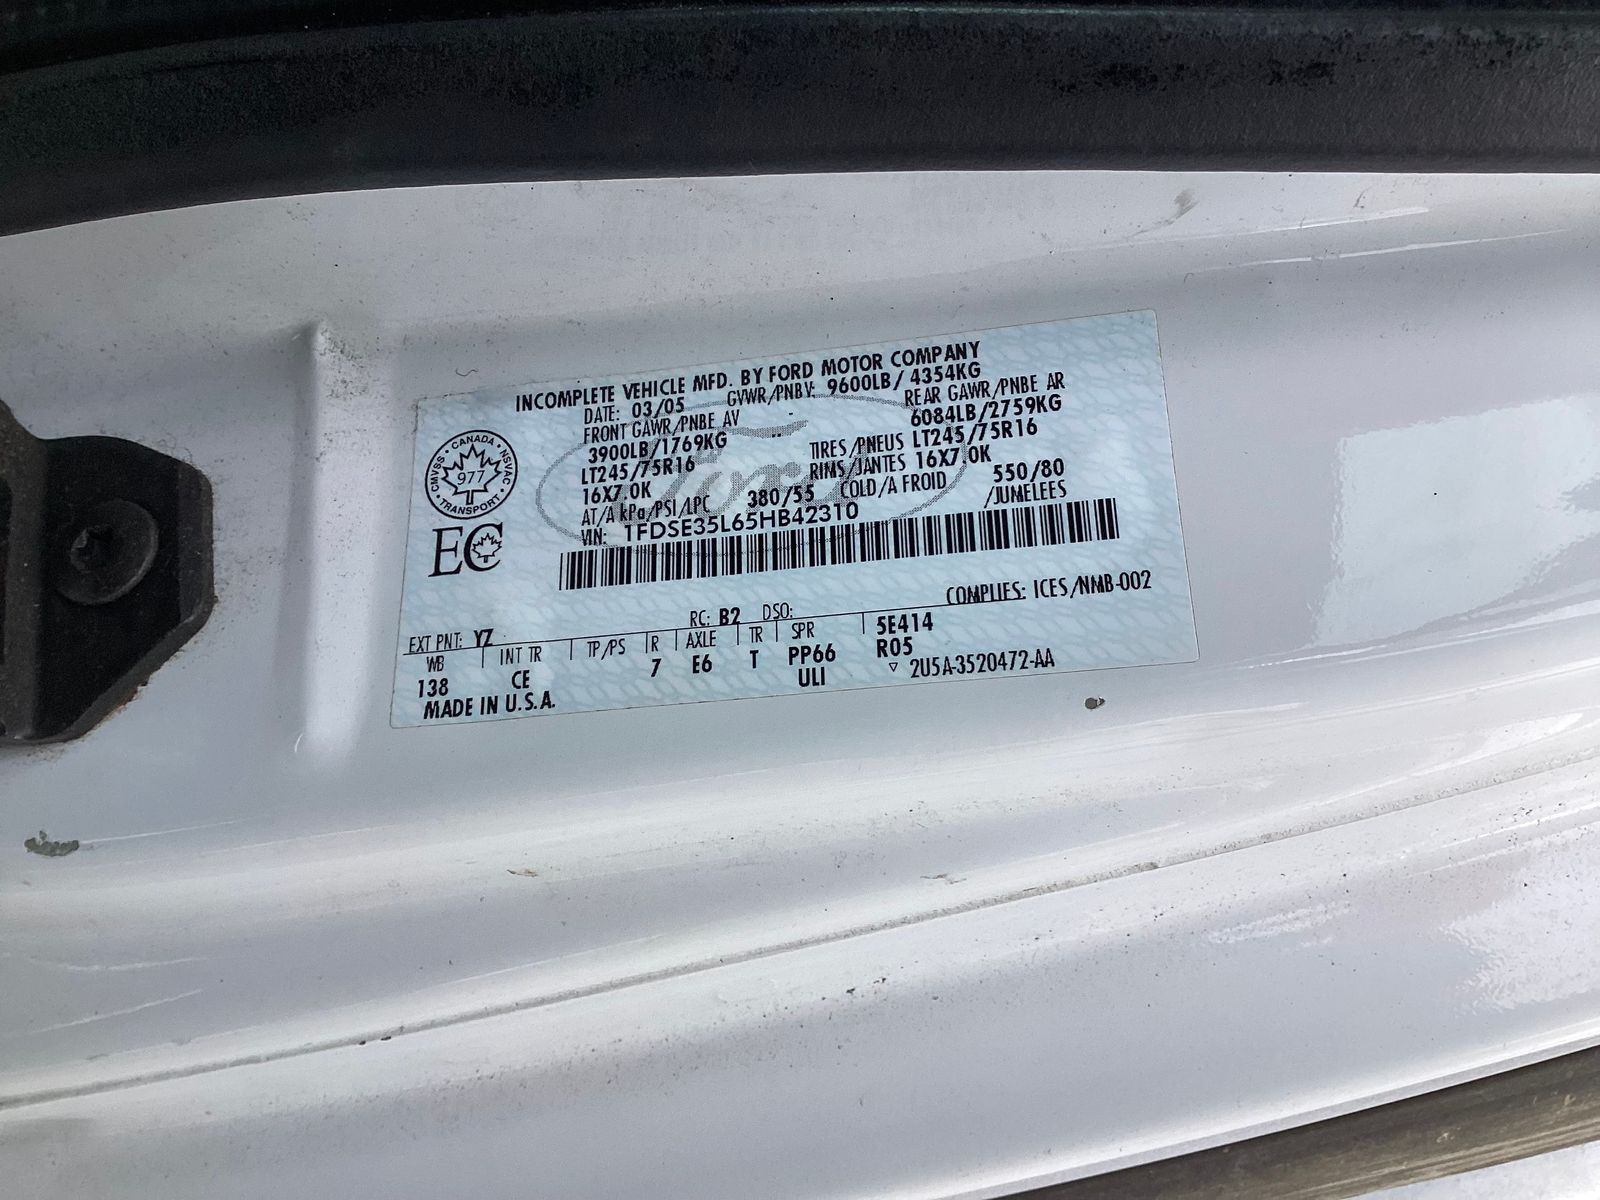 INCOMPLETE VEHICLE MFD. BY FORD MOTOR COMPANY
DATE: 03/05 GVWR/PNBV: 9600LB/ 4354KG
FRONT GAWR/PNBE AV REAR GAWR/PNBE AR
3900LB/1769KG 6084LB/2759KG
LT245/75R16 TIRES/PNEUS LT245/75R16
16X7.0K RIMS/JANTES 16X7.0K
AT/A kPa/PSI/LPC 380/55 COLD/A FROID 550/80
VIN: 1FDSE35L65HB42310 /JUMELEES
CMVSS • CANADA • NSVAC • TRANSPORT •
977
EC
Ford
COMPLIES: ICES/NMB-002
RC: B2 DSO:
EXT PNT: YZ
WB INT TR TP/PS R AXLE TR SPR 5E414
138 CE 7 E6 T PP66 R05
ULI ▽ 2U5A-3520472-AA
MADE IN U.S.A.